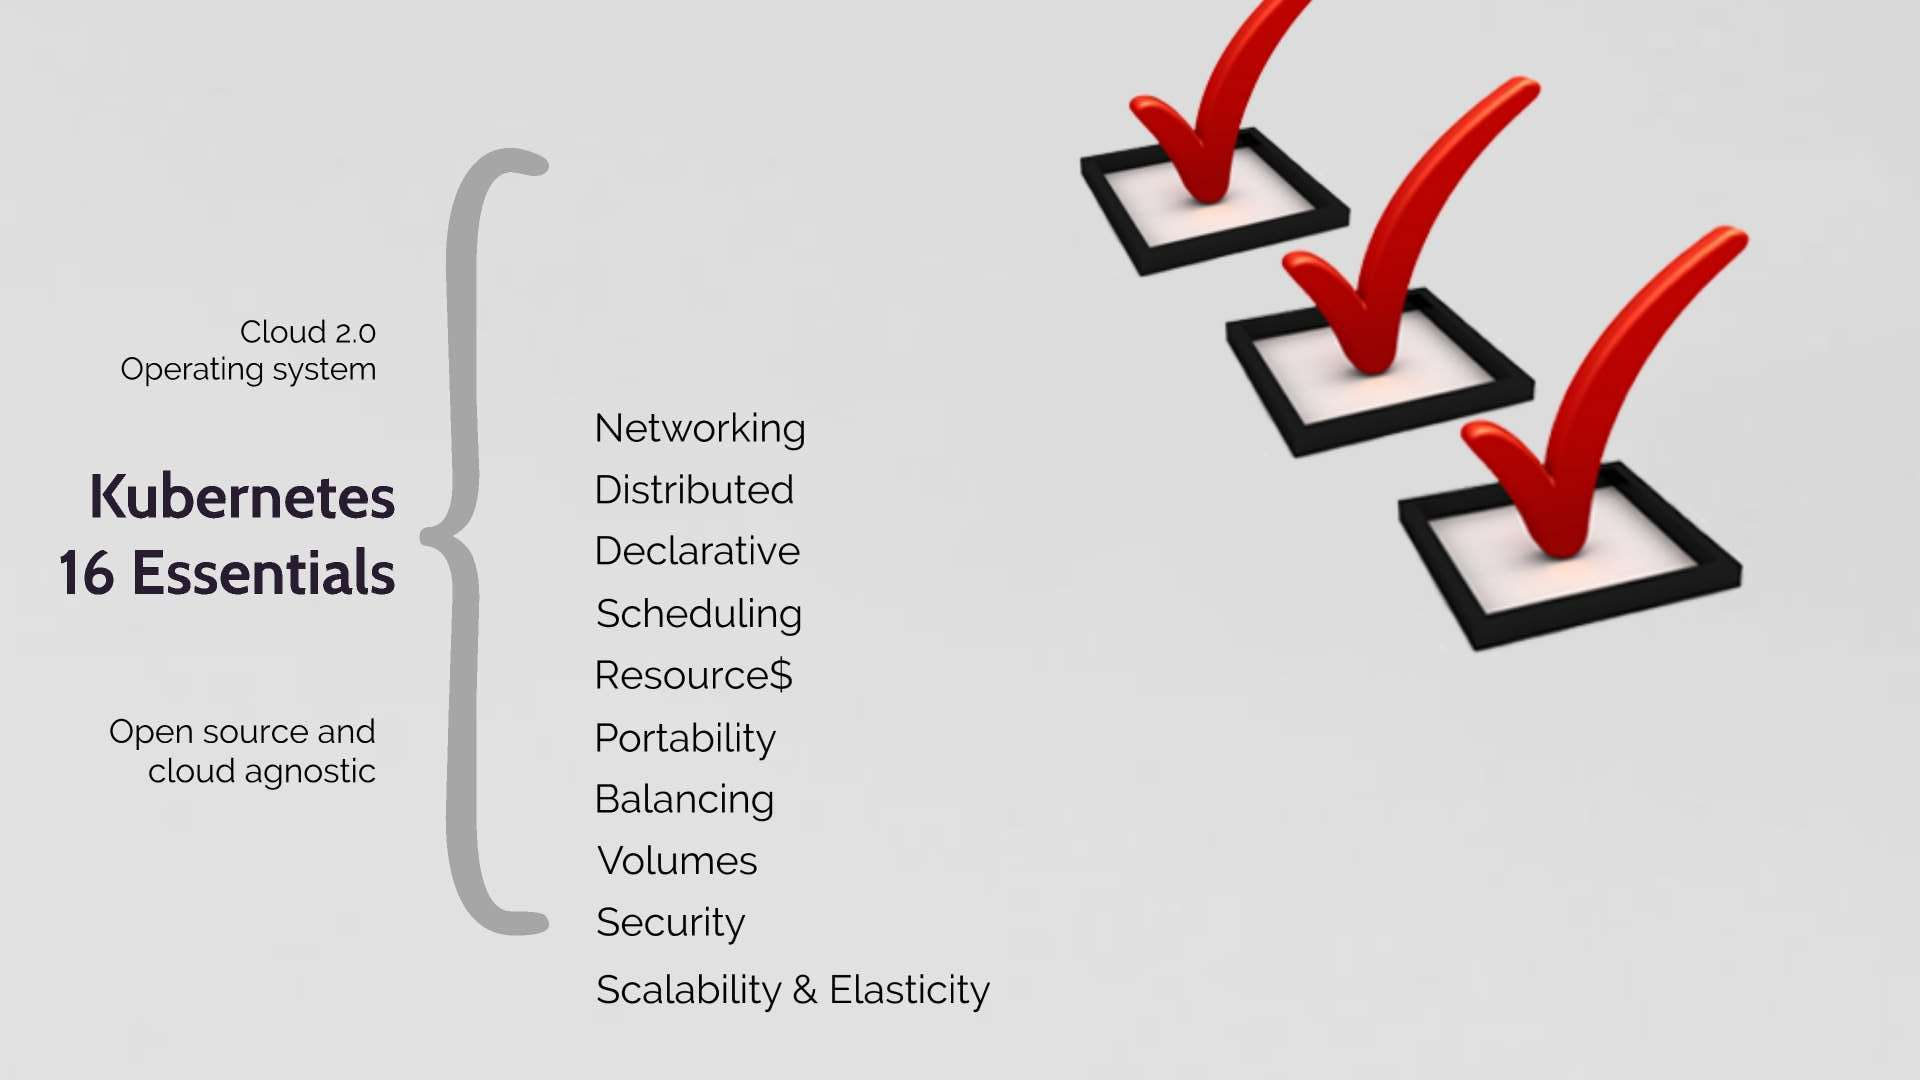 Cloud 2.0
Operating system
Kubernetes
16 Essentials
Open source and
cloud agnostic
Networking
Distributed
Declarative
Scheduling
Resource$
Portability
Balancing
Volumes
Security
Scalability & Elasticity